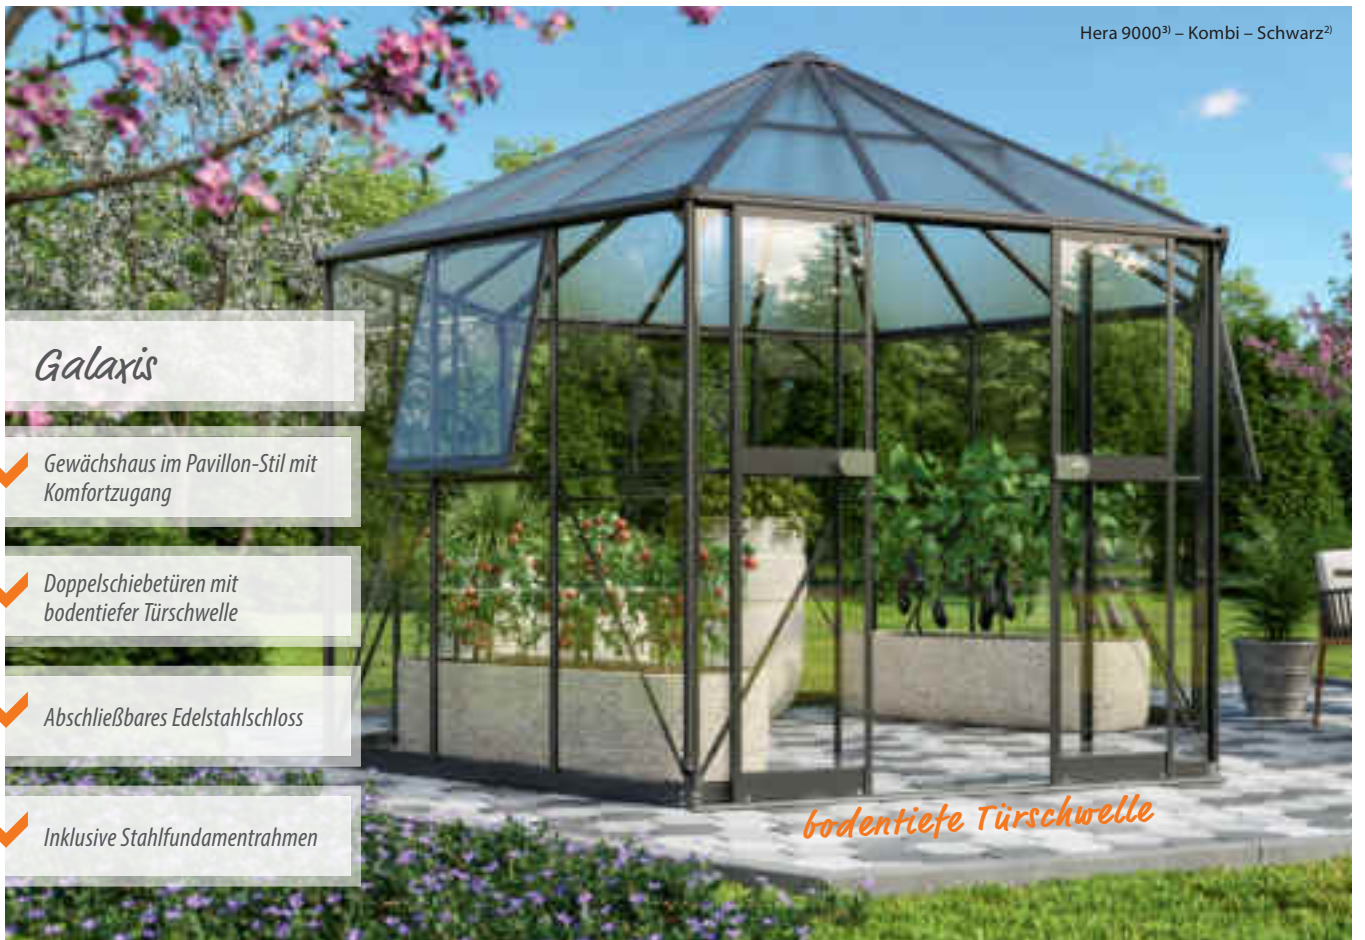 Hera 9000³⁾ – Kombi – Schwarz²⁾
Galaxis
Gewächshaus im Pavillon-Stil mit
Komfortzugang
Doppelschiebetüren mit
bodentiefer Türschwelle
Abschließbares Edelstahlschloss
Inklusive Stahlfundamentrahmen
bodentiefe Türschwelle